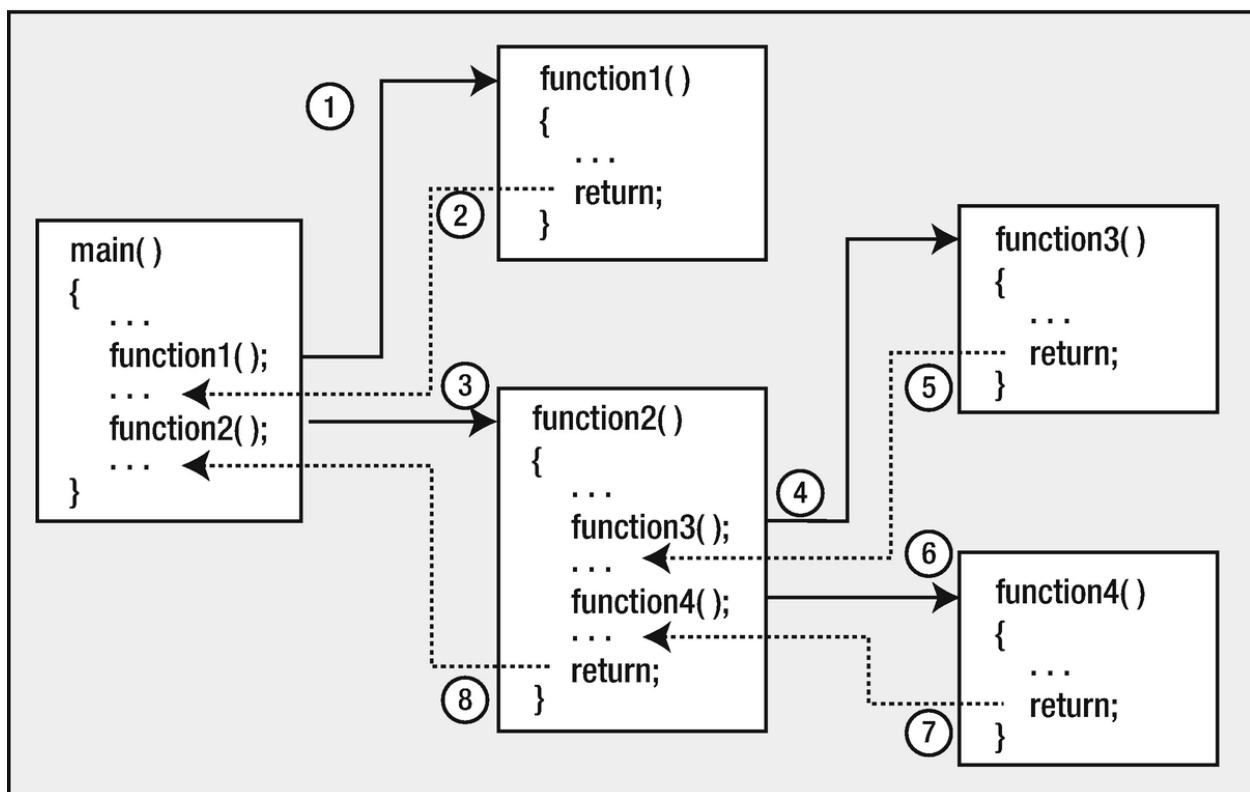 main( )
{
. . .
function1( );
. . .
function2( );
. . .
}
1
function1( )
{
. . .
return;
}
2
3
function2( )
{
. . .
function3( );
. . .
function4( );
. . .
return;
}
4
function3( )
{
. . .
return;
}
5
6
function4( )
{
. . .
return;
}
7
8